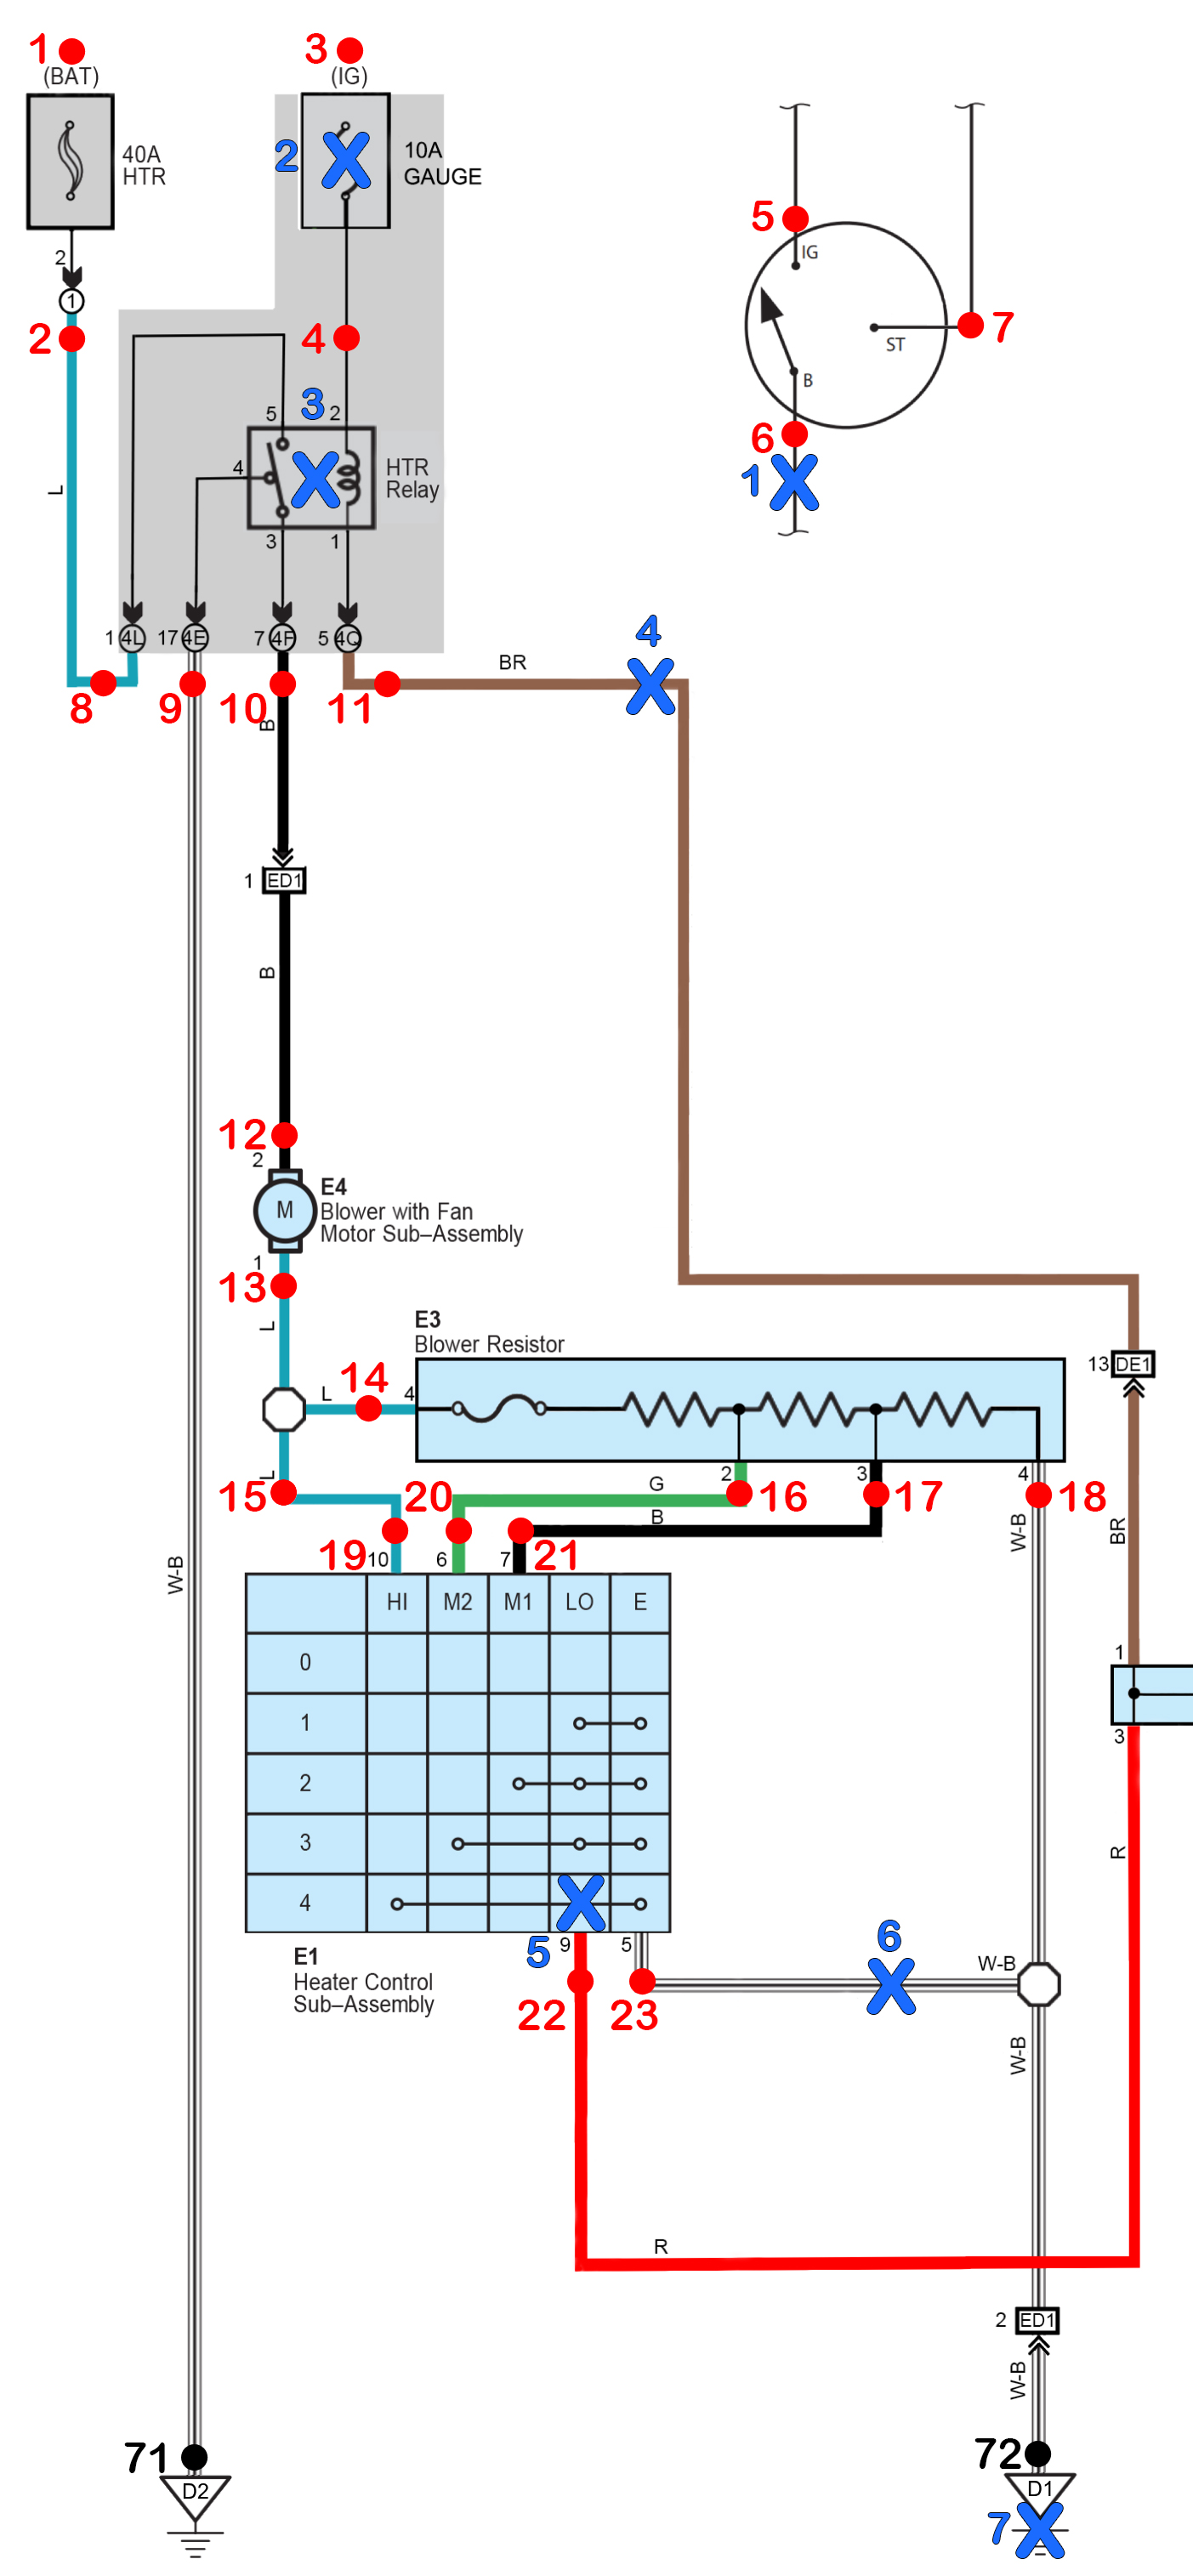 1
(BAT)
3
(IG)
40A
HTR
2
10A
GAUGE
2
1
2
4
5
IG
7
ST
B
6
1
5
3
2
4
HTR
Relay
3
1
L
1 4L
17 4E
7 4F
5 4Q
8
9
10
11
BR
4
B
1 ED1
B
12
2
M
E4
Blower with Fan
Motor Sub-Assembly
1
13
L
E3
Blower Resistor
13 DE1
L
14
4
L
15
20
G
2
16
3
17
4
18
B
W-B
BR
19
10
6
7
21
W-B
HI M2 M1 LO E
0
1
2
3
4
1
3
R
E1
Heater Control
Sub-Assembly
5
9
5
22
23
6
W-B
W-B
R
2 ED1
W-B
71
D2
72
D1
7